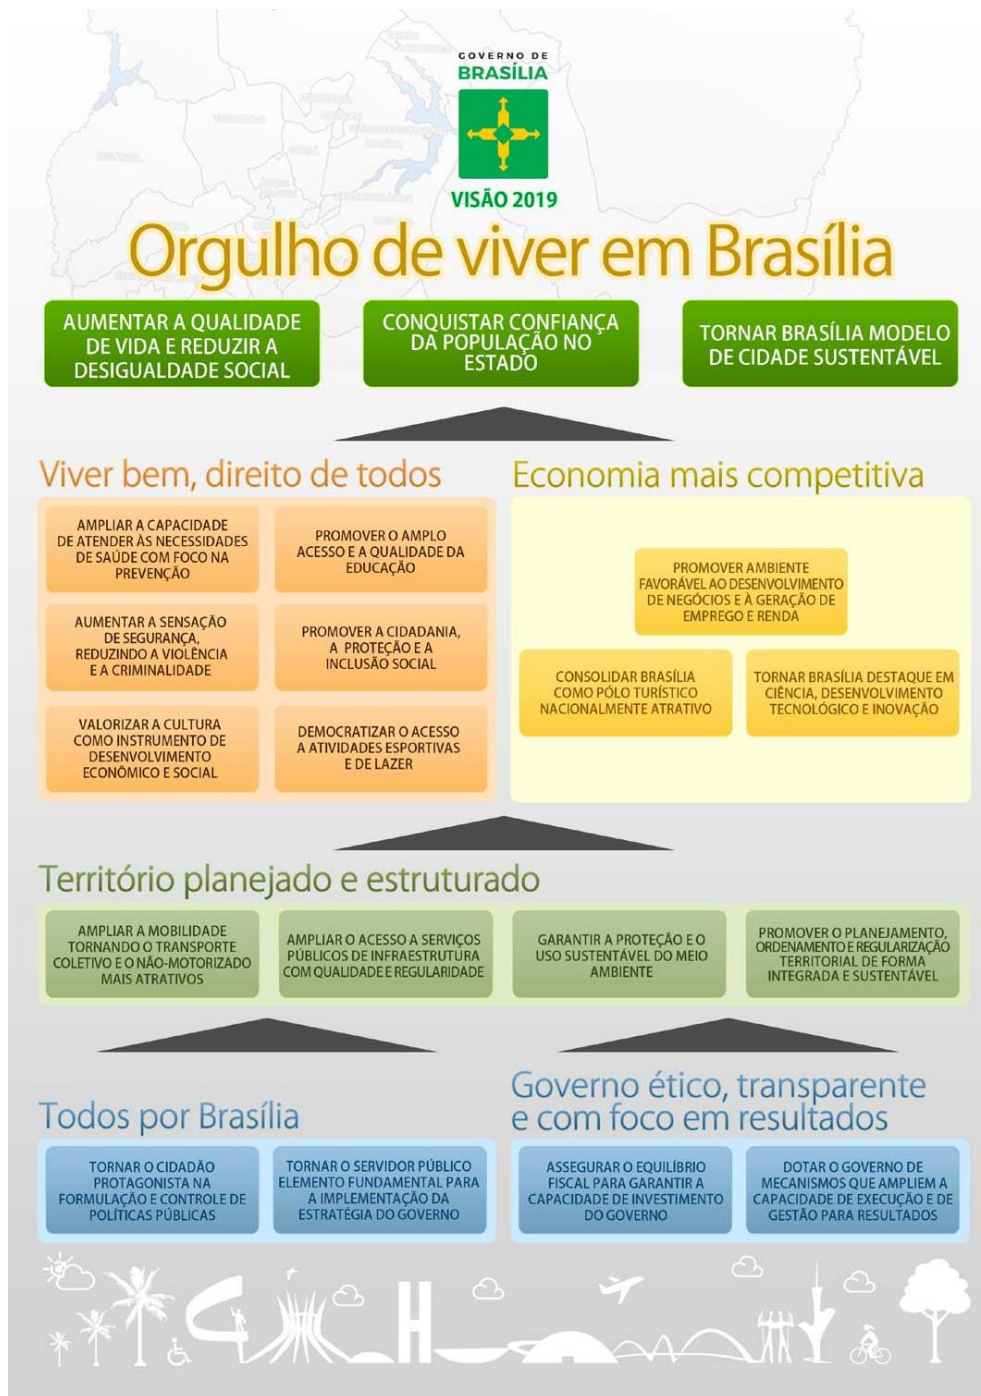 GOVERNO DE
BRASÍLIA
VISÃO 2019
Orgulho de viver em Brasília
AUMENTAR A QUALIDADE
DE VIDA E REDUZIR A
DESIGUALDADE SOCIAL
CONQUISTAR CONFIANÇA
DA POPULAÇÃO NO
ESTADO
TORNAR BRASÍLIA MODELO
DE CIDADE SUSTENTÁVEL
Viver bem, direito de todos
AMPLIAR A CAPACIDADE
DE ATENDER ÀS NECESSIDADES
DE SAÚDE COM FOCO NA
PREVENÇÃO
PROMOVER O AMPLO
ACESSO E A QUALIDADE DA
EDUCAÇÃO
AUMENTAR A SENSAÇÃO
DE SEGURANÇA,
REDUZINDO A VIOLÊNCIA
E A CRIMINALIDADE
PROMOVER A CIDADANIA,
A PROTEÇÃO E A
INCLUSÃO SOCIAL
VALORIZAR A CULTURA
COMO INSTRUMENTO DE
DESENVOLVIMENTO
ECONÔMICO E SOCIAL
DEMOCRATIZAR O ACESSO
A ATIVIDADES ESPORTIVAS
E DE LAZER
Economia mais competitiva
PROMOVER AMBIENTE
FAVORÁVEL AO DESENVOLVIMENTO
DE NEGÓCIOS E À GERAÇÃO DE
EMPREGO E RENDA
CONSOLIDAR BRASÍLIA
COMO PÓLO TURÍSTICO
NACIONALMENTE ATRATIVO
TORNAR BRASÍLIA DESTAQUE EM
CIÊNCIA, DESENVOLVIMENTO
TECNOLÓGICO E INOVAÇÃO
Território planejado e estruturado
AMPLIAR A MOBILIDADE
TORNANDO O TRANSPORTE
COLETIVO E O NÃO-MOTORIZADO
MAIS ATRATIVOS
AMPLIAR O ACESSO A SERVIÇOS
PÚBLICOS DE INFRAESTRUTURA
COM QUALIDADE E REGULARIDADE
GARANTIR A PROTEÇÃO E O
USO SUSTENTÁVEL DO MEIO
AMBIENTE
PROMOVER O PLANEJAMENTO,
ORDENAMENTO E REGULARIZAÇÃO
TERRITORIAL DE FORMA
INTEGRADA E SUSTENTÁVEL
Todos por Brasília
TORNAR O CIDADÃO
PROTAGONISTA NA
FORMULAÇÃO E CONTROLE DE
POLÍTICAS PÚBLICAS
TORNAR O SERVIDOR PÚBLICO
ELEMENTO FUNDAMENTAL PARA
A IMPLEMENTAÇÃO DA
ESTRATÉGIA DO GOVERNO
Governo ético, transparente
e com foco em resultados
ASSEGURAR O EQUILÍBRIO
FISCAL PARA GARANTIR A
CAPACIDADE DE INVESTIMENTO
DO GOVERNO
DOTAR O GOVERNO DE
MECANISMOS QUE AMPLIEM A
CAPACIDADE DE EXECUÇÃO E DE
GESTÃO PARA RESULTADOS